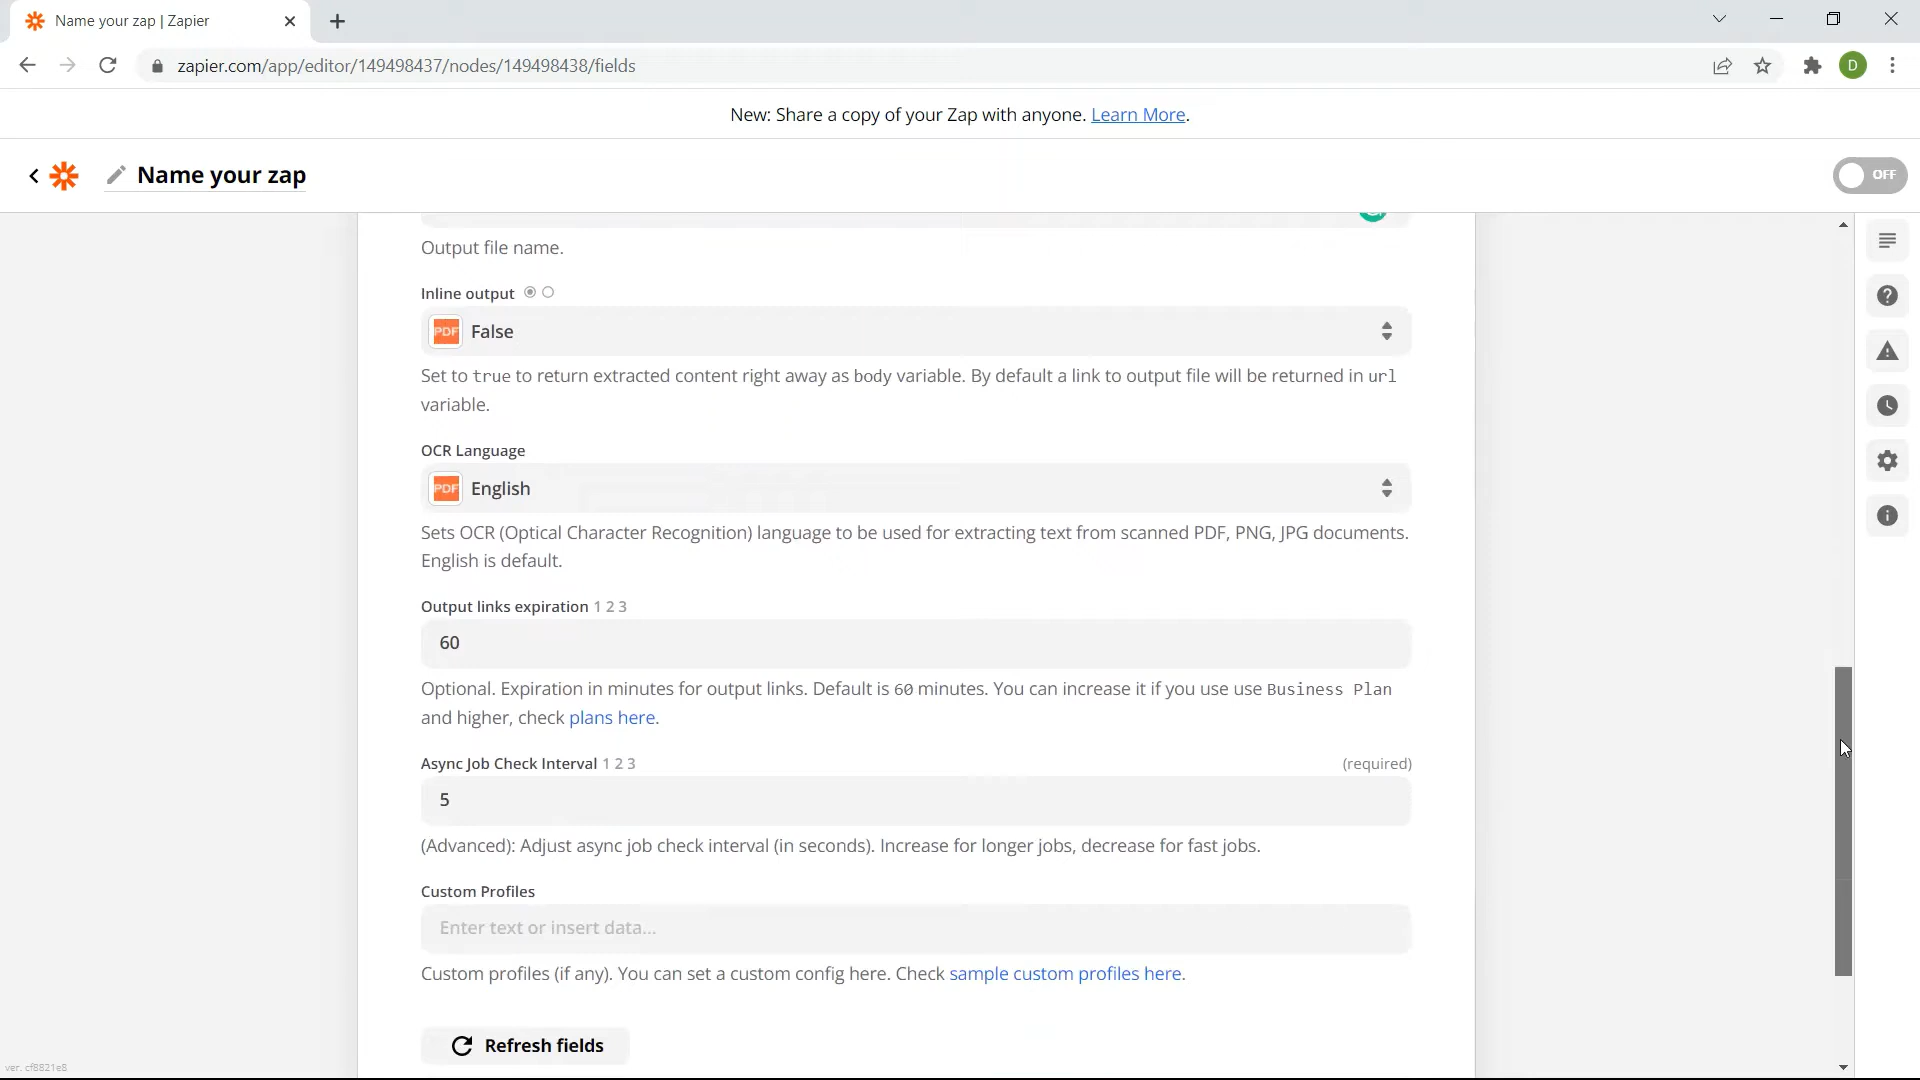 Name your zap | Zapier
zapier.com/app/editor/149498437/nodes/149498438/fields
D
New: Share a copy of your Zap with anyone. Learn More.
Name your zap
OFF
Output file name.
Inline output
PDF False
Set to true to return extracted content right away as body variable. By default a link to output file will be returned in url
variable.
OCR Language
PDF English
Sets OCR (Optical Character Recognition) language to be used for extracting text from scanned PDF, PNG, JPG documents.
English is default.
Output links expiration 1 2 3
60
Optional. Expiration in minutes for output links. Default is 60 minutes. You can increase it if you use use Business Plan
and higher, check plans here.
Async Job Check Interval 1 2 3 (required)
5
(Advanced): Adjust async job check interval (in seconds). Increase for longer jobs, decrease for fast jobs.
Custom Profiles
Enter text or insert data...
Custom profiles (if any). You can set a custom config here. Check sample custom profiles here.
Refresh fields
ver. cf8821e8